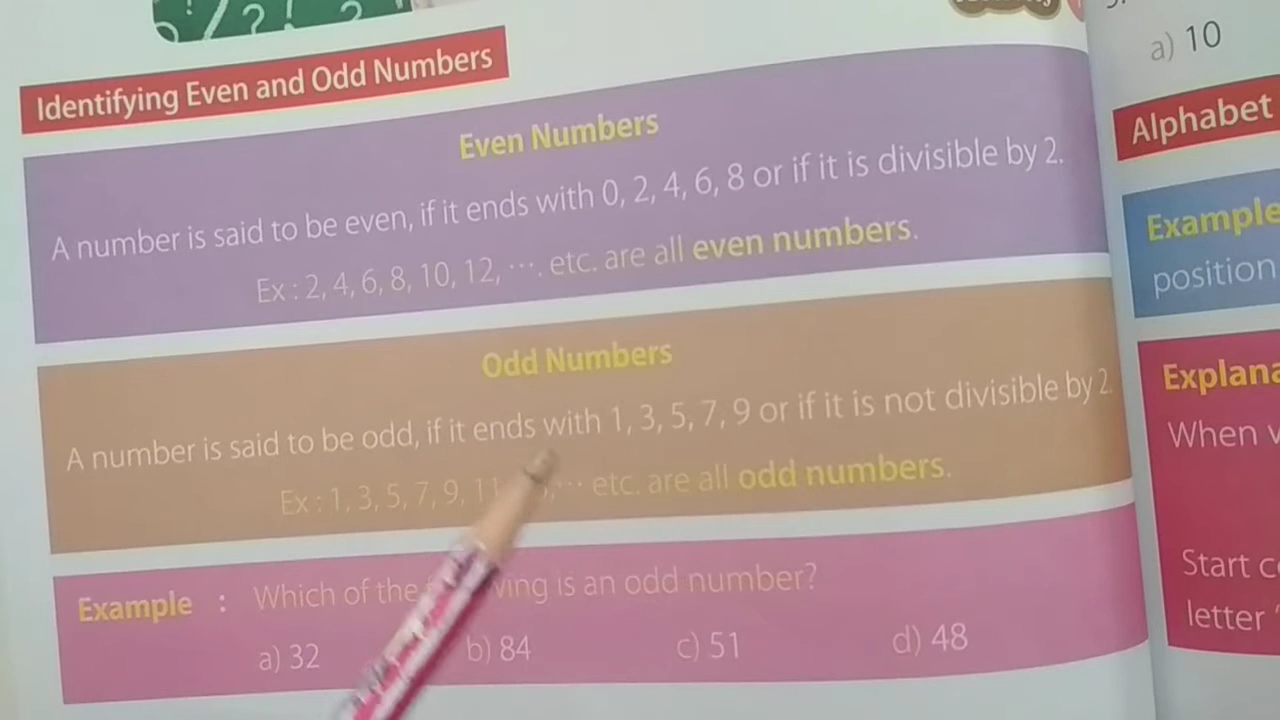 Identifying Even and Odd Numbers
Even Numbers
A number is said to be even, if it ends with 0, 2, 4, 6, 8 or if it is divisible by 2.
Ex : 2, 4, 6, 8, 10, 12, .... etc. are all even numbers.
Odd Numbers
A number is said to be odd, if it ends with 1, 3, 5, 7, 9 or if it is not divisible by 2.
Ex : 1, 3, 5, 7, 9, 11, ... etc. are all odd numbers.
Example : Which of the is an odd number?
a) 32 b) 84 c) 51 d) 48
a) 10
Alphabet
Example
position
When
Start
letter